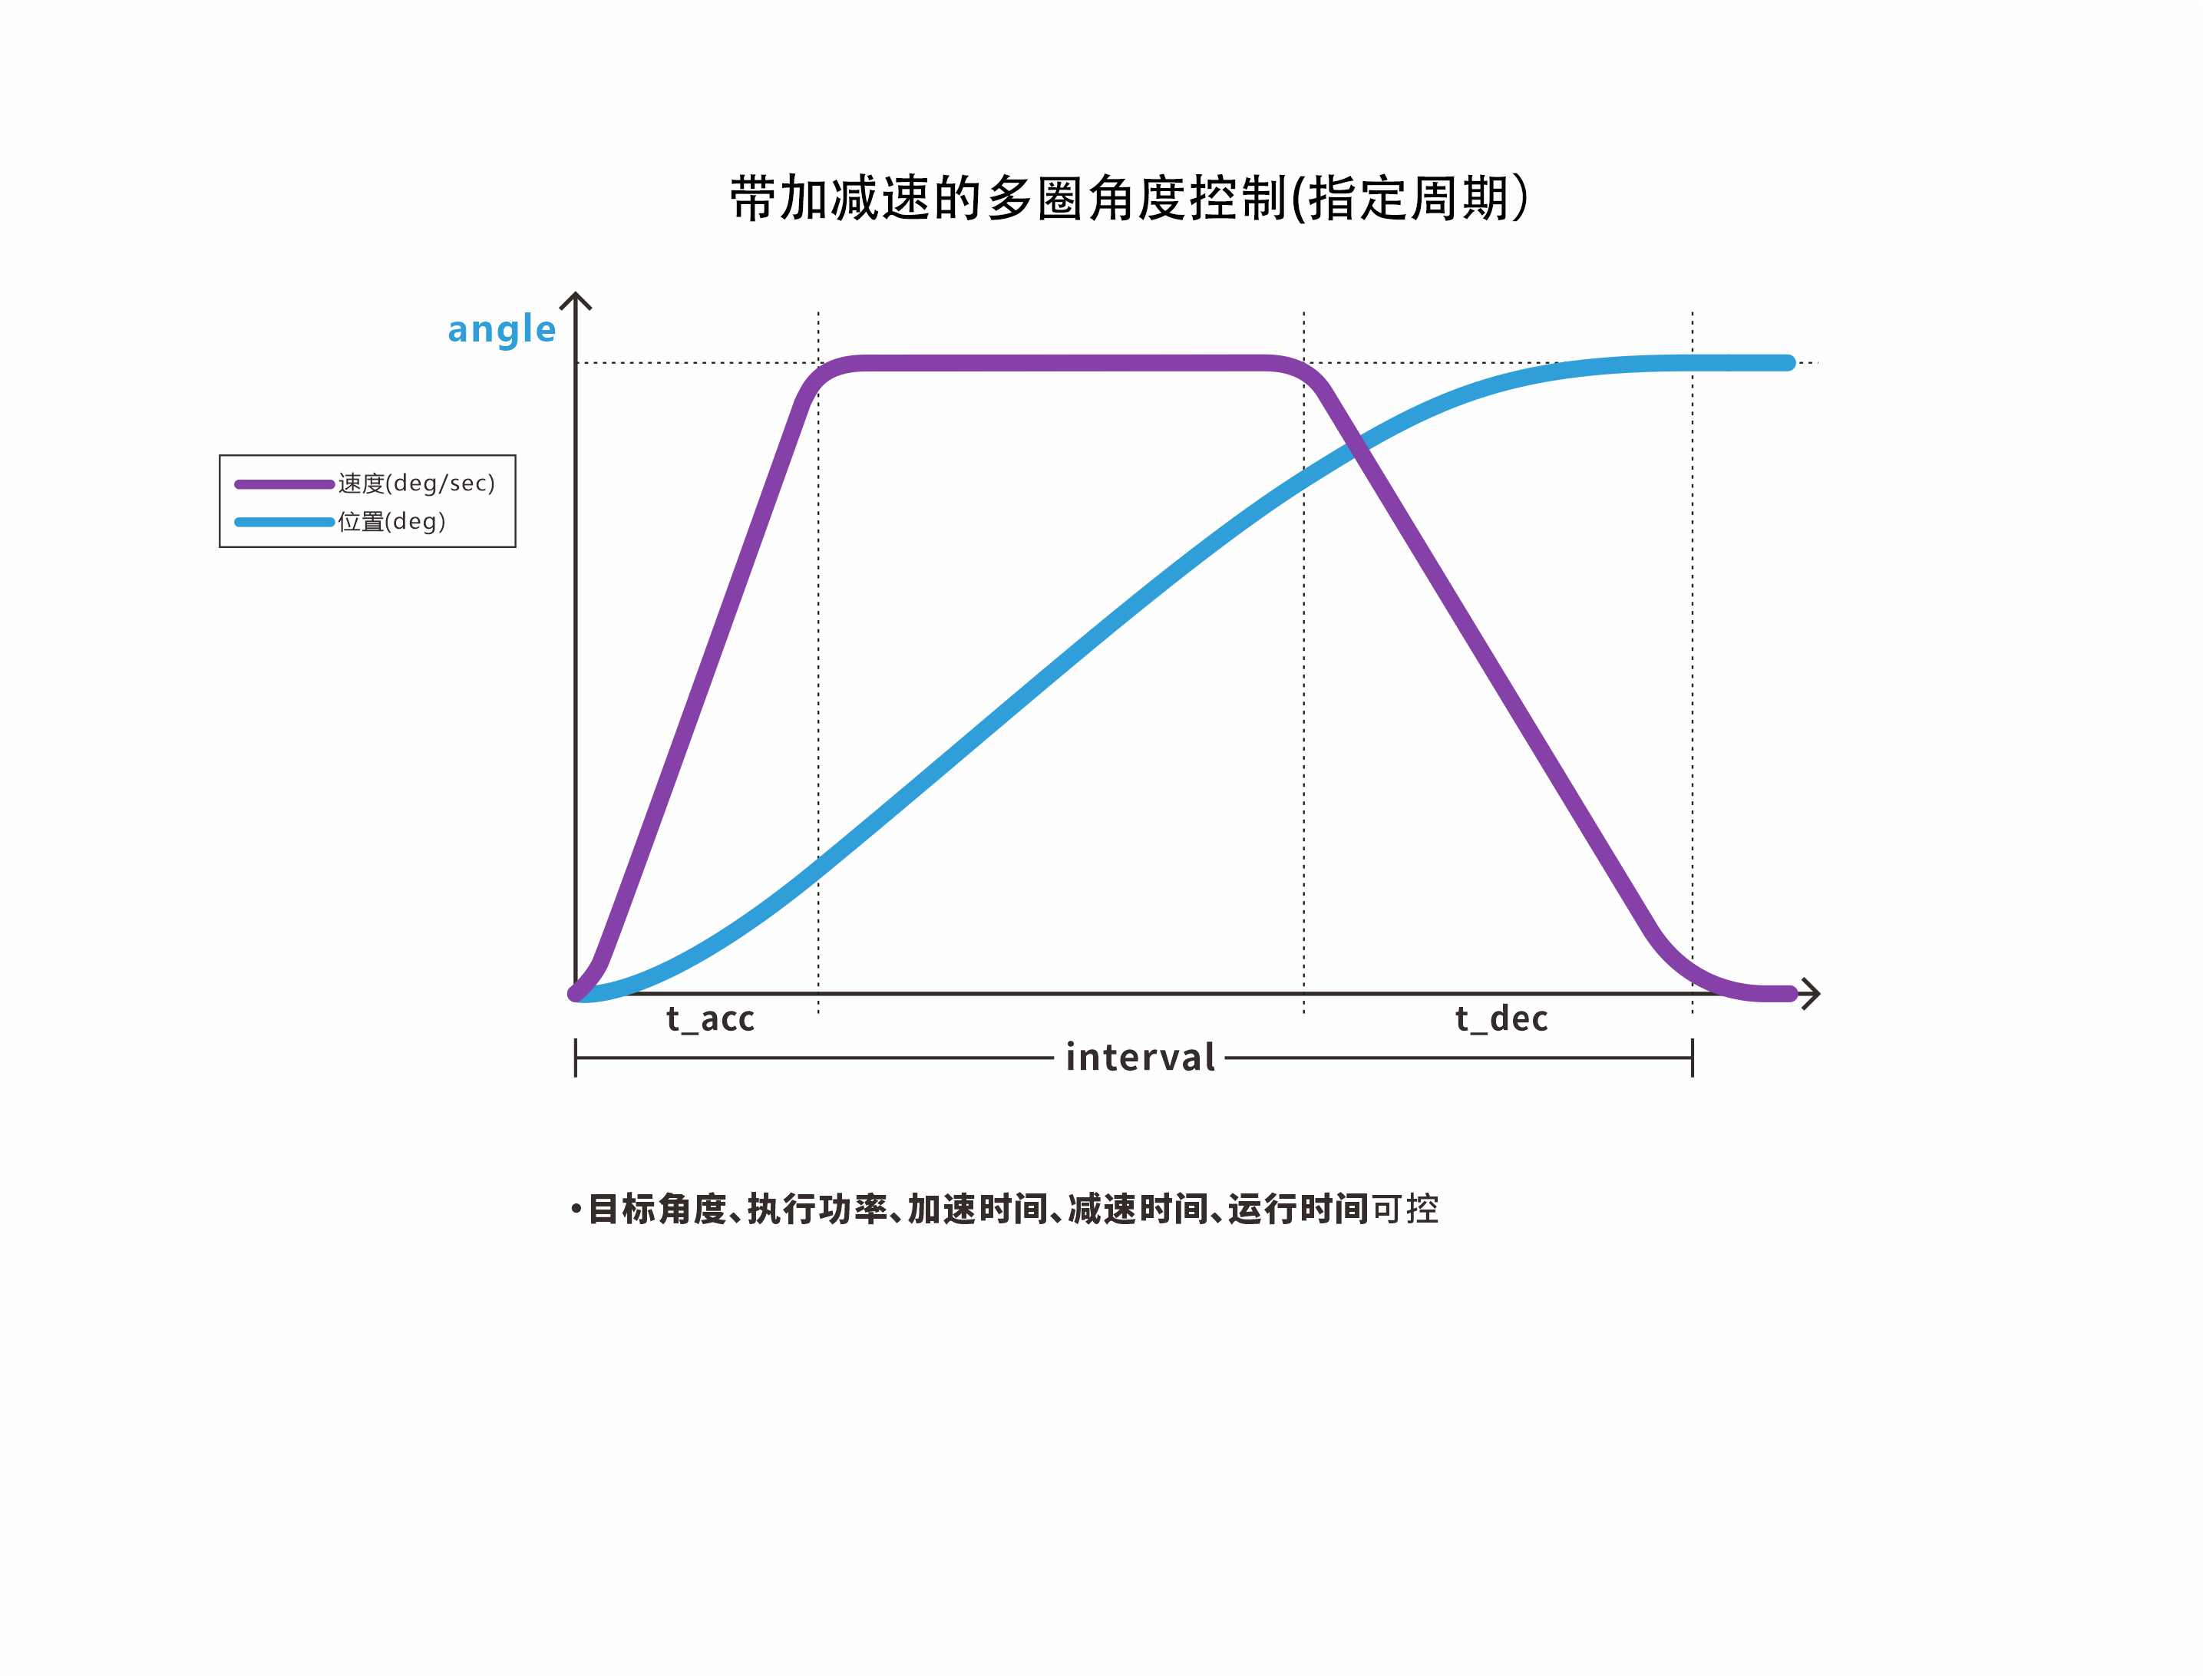 带加减速的多圈角度控制(指定周期）
angle
速度(deg/sec)
位置(deg)
t_acc
t_dec
interval
•目标角度、执行功率、加速时间、减速时间、运行时间可控